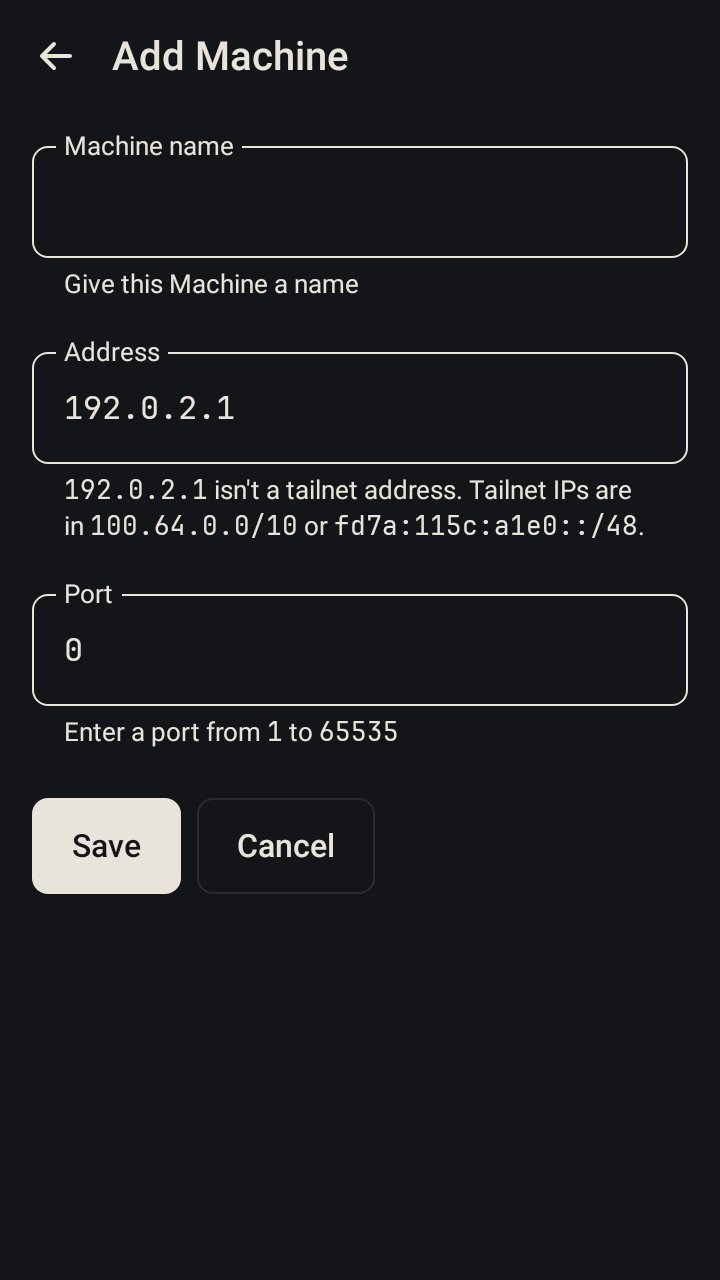 Add Machine
Machine name
Give this Machine a name
Address
192.0.2.1
192.0.2.1 isn't a tailnet address. Tailnet IPs are
in 100.64.0.0/10 or fd7a:115c:a1e0::/48.
Port
0
Enter a port from 1 to 65535
Save
Cancel